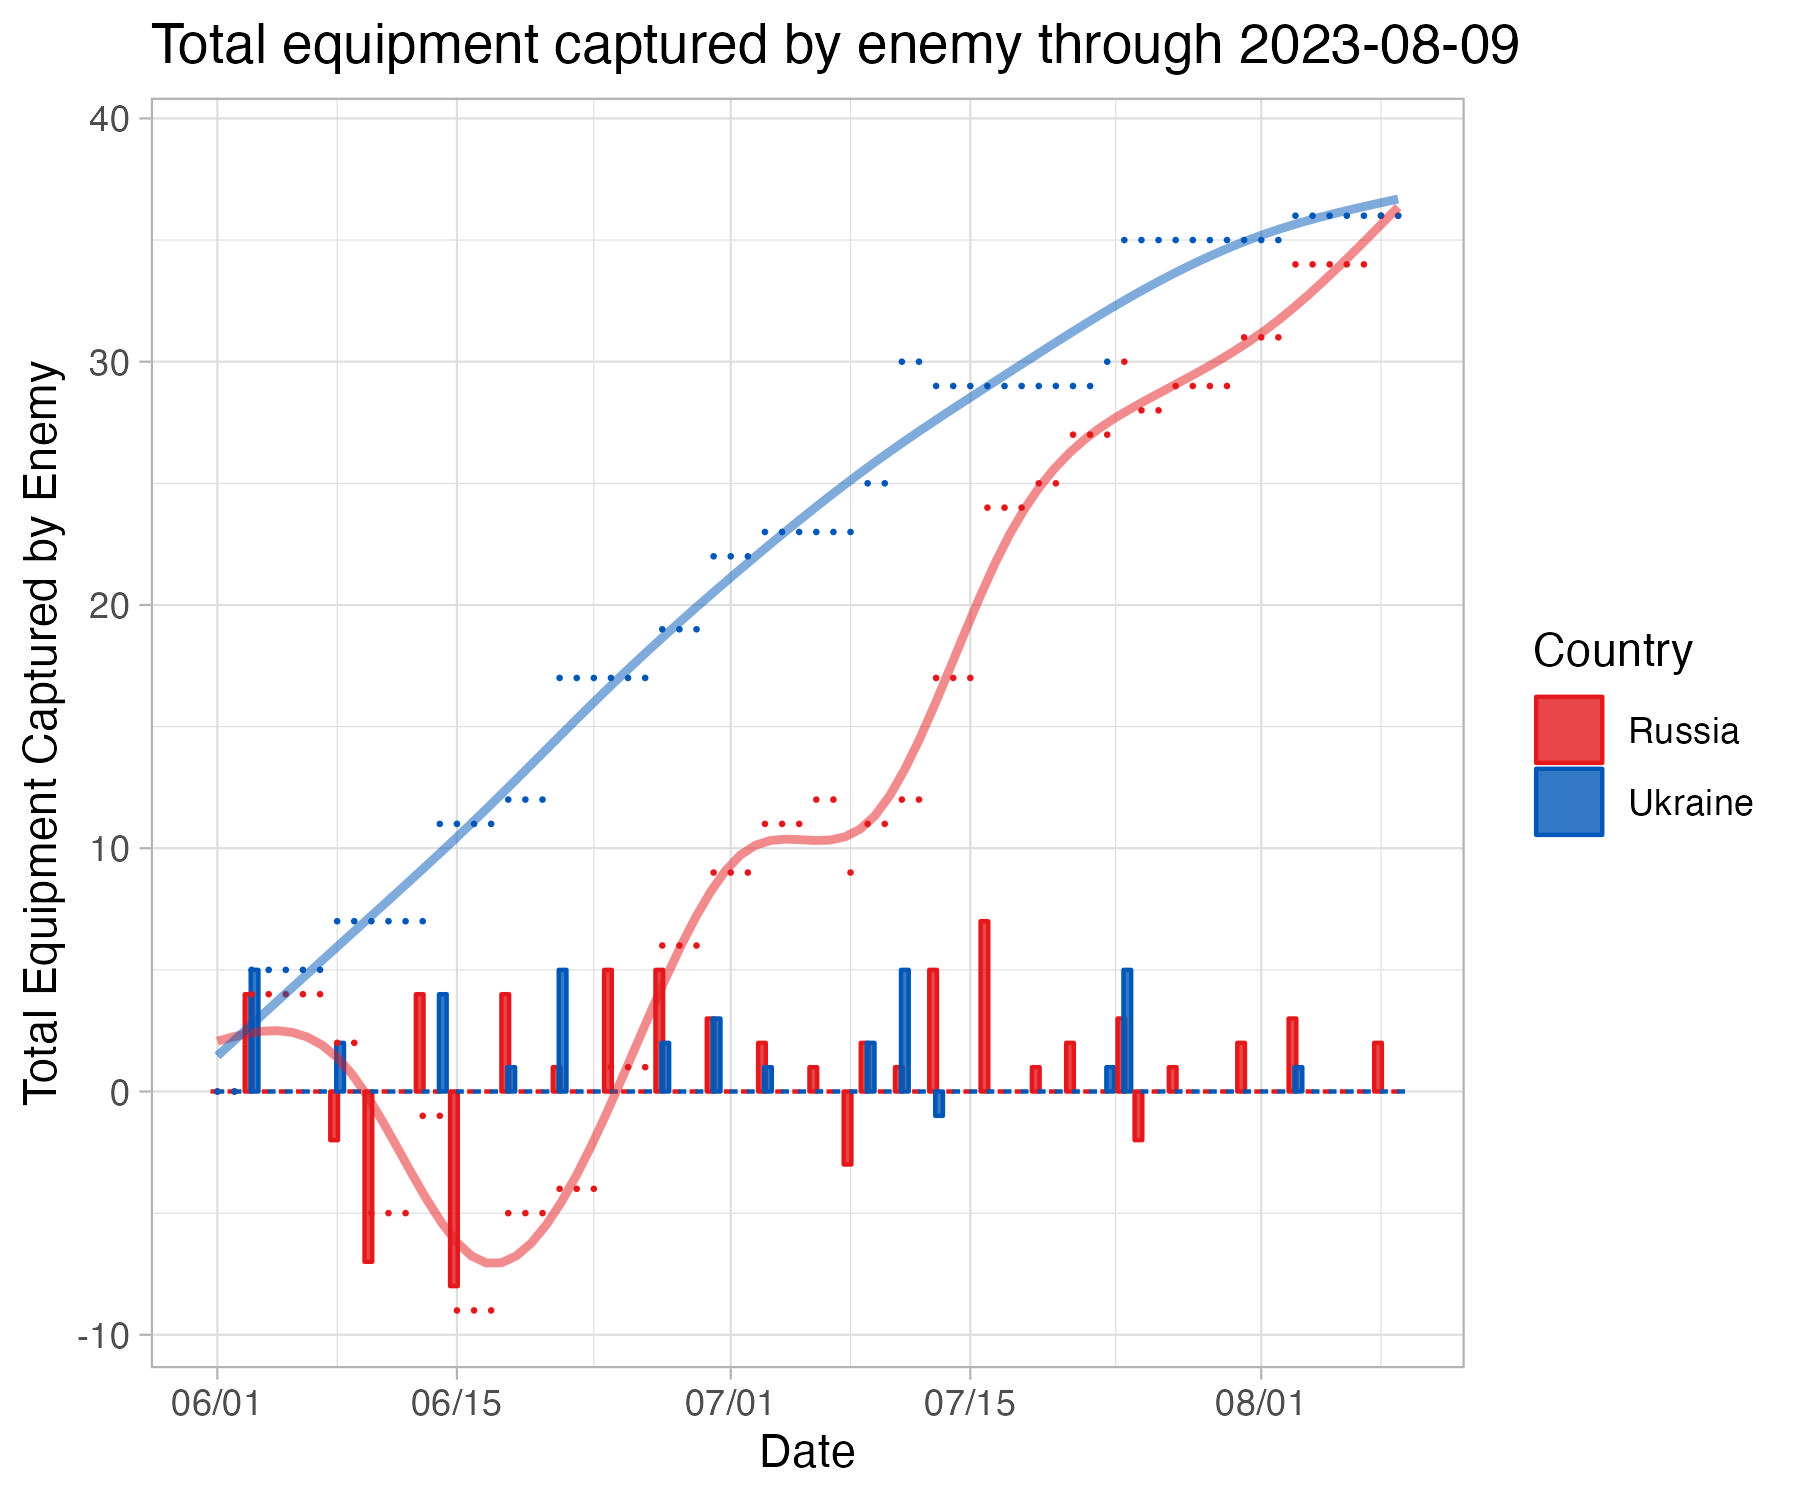 Total equipment captured by enemy through 2023-08-09
Total Equipment Captured by Enemy
40
30
20
10
0
-10
06/01
06/15
07/01
07/15
08/01
Date
Country
Russia
Ukraine